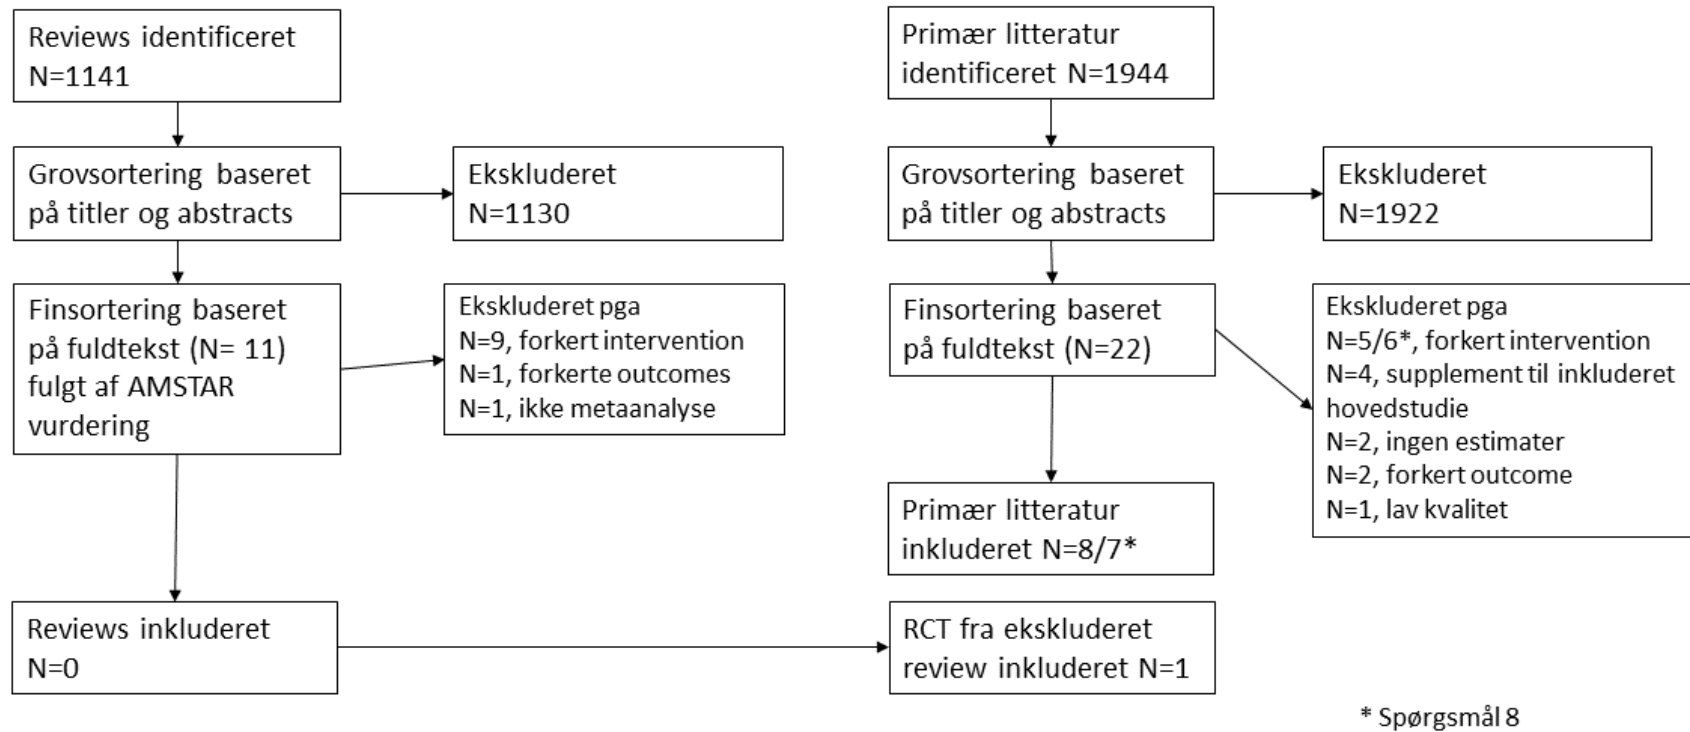 Reviews identificeret
N=1141
Grovsortering baseret
på titler og abstracts
Ekskluderet
N=1130
Finsortering baseret
på fuldtekst (N= 11)
fulgt af AMSTAR
vurdering
Ekskluderet pga
N=9, forkert intervention
N=1, forkerte outcomes
N=1, ikke metaanalyse
Reviews inkluderet
N=0
Primær litteratur
identificeret N=1944
Grovsortering baseret
på titler og abstracts
Ekskluderet
N=1922
Finsortering baseret
på fuldtekst (N=22)
Ekskluderet pga
N=5/6*, forkert intervention
N=4, supplement til inkluderet
hovedstudie
N=2, ingen estimater
N=2, forkert outcome
N=1, lav kvalitet
Primær litteratur
inkluderet N=8/7*
RCT fra ekskluderet
review inkluderet N=1
* Spørgsmål 8